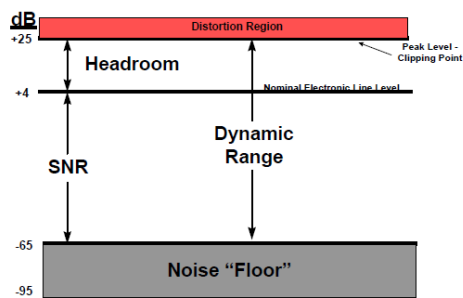 dB
Distortion Region
+25
Peak Level -
Clipping Point
Headroom
Nominal Electronic Line Level
+4
Dynamic
Range
SNR
-65
Noise “Floor”
-95